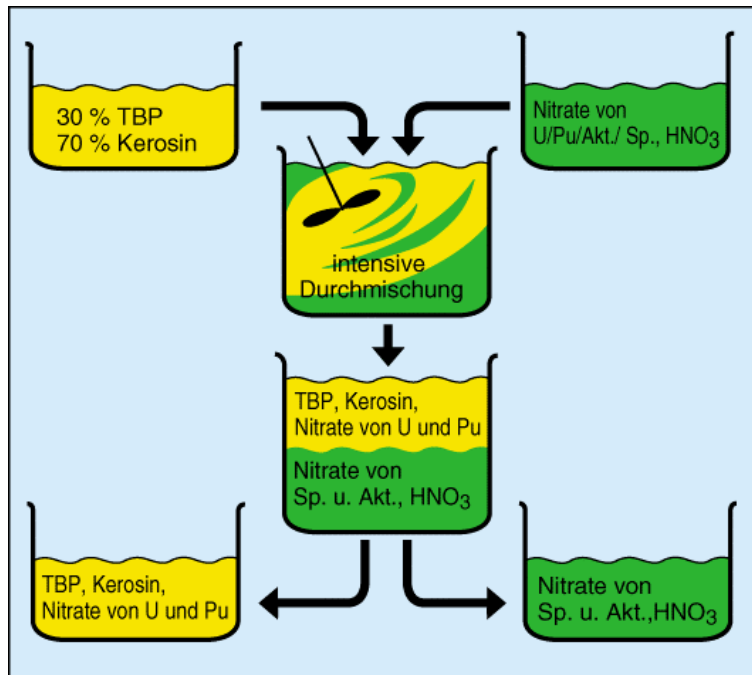 30 % TBP
70 % Kerosin
Nitrate von
U/Pu/Akt./ Sp., HNO3
intensive
Durchmischung
TBP, Kerosin,
Nitrate von U und Pu
Nitrate von
Sp. u. Akt., HNO3
TBP, Kerosin,
Nitrate von U und Pu
Nitrate von
Sp. u. Akt.,HNO3